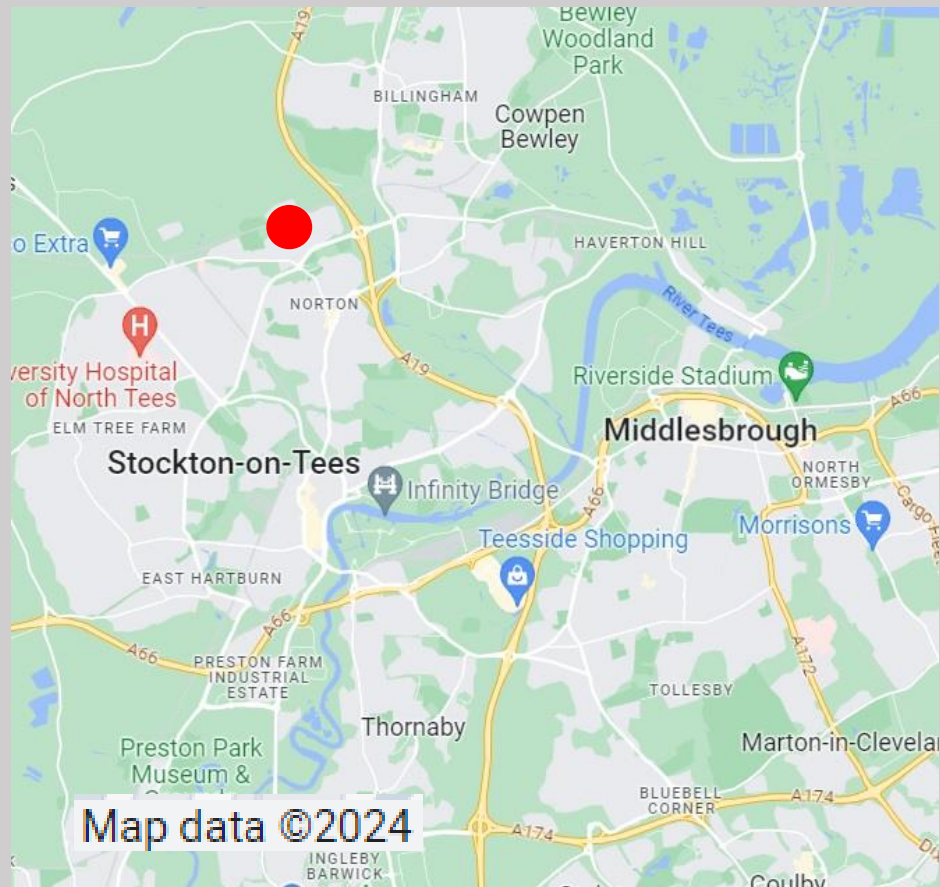 A19
Bewley
Woodland
Park
BILLINGHAM
Cowpen
Bewley
o Extra
HAVERTON HILL
NORTON
River Tees
H
versity Hospital
of North Tees
A19
Riverside Stadium
A66
ELM TREE FARM
Middlesbrough
Stockton-on-Tees
NORTH
ORMESBY
Infinity Bridge
A66
Cargo Flee
Teesside Shopping
Morrisons
EAST HARTBURN
A66
A66
A172
PRESTON FARM
INDUSTRIAL
ESTATE
TOLLESBY
Thornaby
Preston Park
Museum &
Marton-in-Clevela
BLUEBELL
CORNER
A174
Map data ©2024
A174
INGLEBY
BARWICK
Coulby